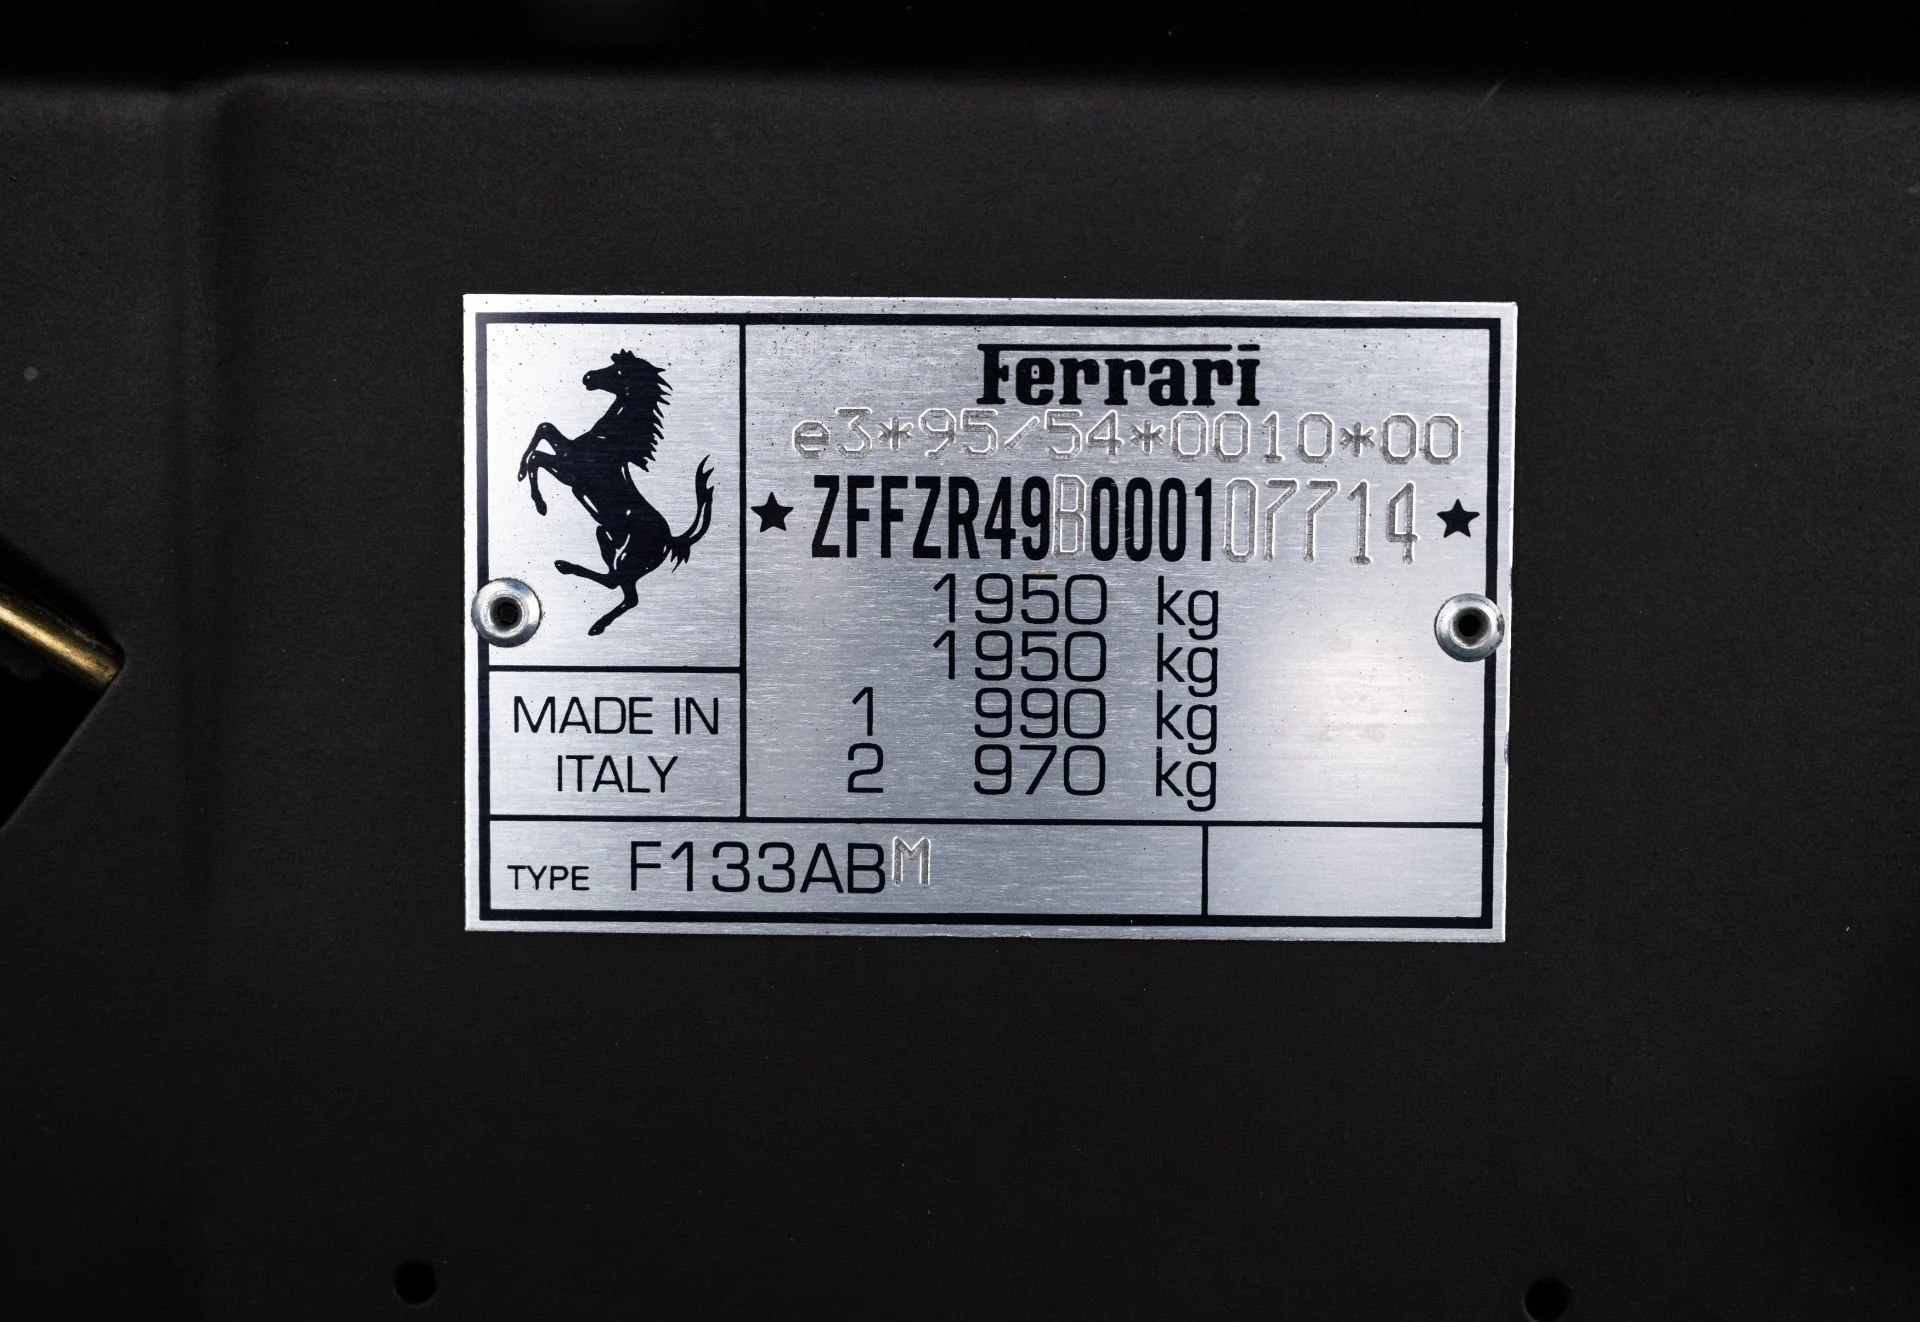 Ferrari
e3*95/54*0010*00
★ ZFFZR49B000107714 ★
1950 kg
1950 kg
1 990 kg
2 970 kg
MADE IN
ITALY
TYPE F133ABM